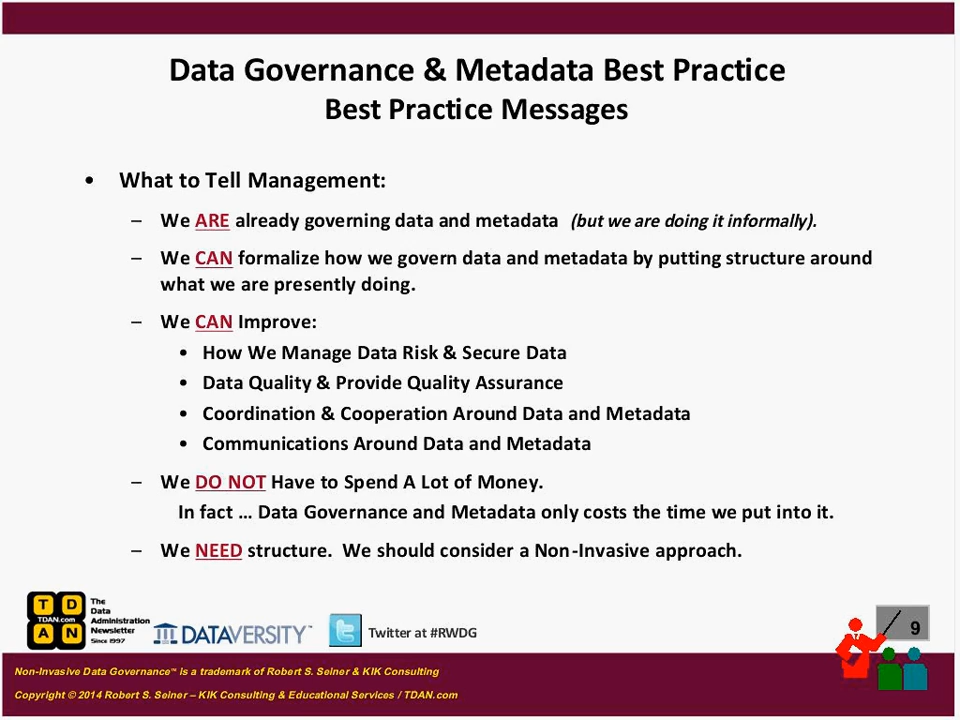 Data Governance & Metadata Best Practice
Best Practice Messages
• What to Tell Management:
– We ARE already governing data and metadata (but we are doing it informally).
– We CAN formalize how we govern data and metadata by putting structure around
what we are presently doing.
– We CAN Improve:
• How We Manage Data Risk & Secure Data
• Data Quality & Provide Quality Assurance
• Coordination & Cooperation Around Data and Metadata
• Communications Around Data and Metadata
– We DO NOT Have to Spend A Lot of Money.
In fact … Data Governance and Metadata only costs the time we put into it.
– We NEED structure. We should consider a Non-Invasive approach.
T D
TDAN.com
A N
The
Data
Administration
Newsletter
Since 1997
DATAVERSITY™
Twitter at #RWDG
9
Non-Invasive Data Governance™ is a trademark of Robert S. Seiner & KIK Consulting
Copyright © 2014 Robert S. Seiner – KIK Consulting & Educational Services / TDAN.com